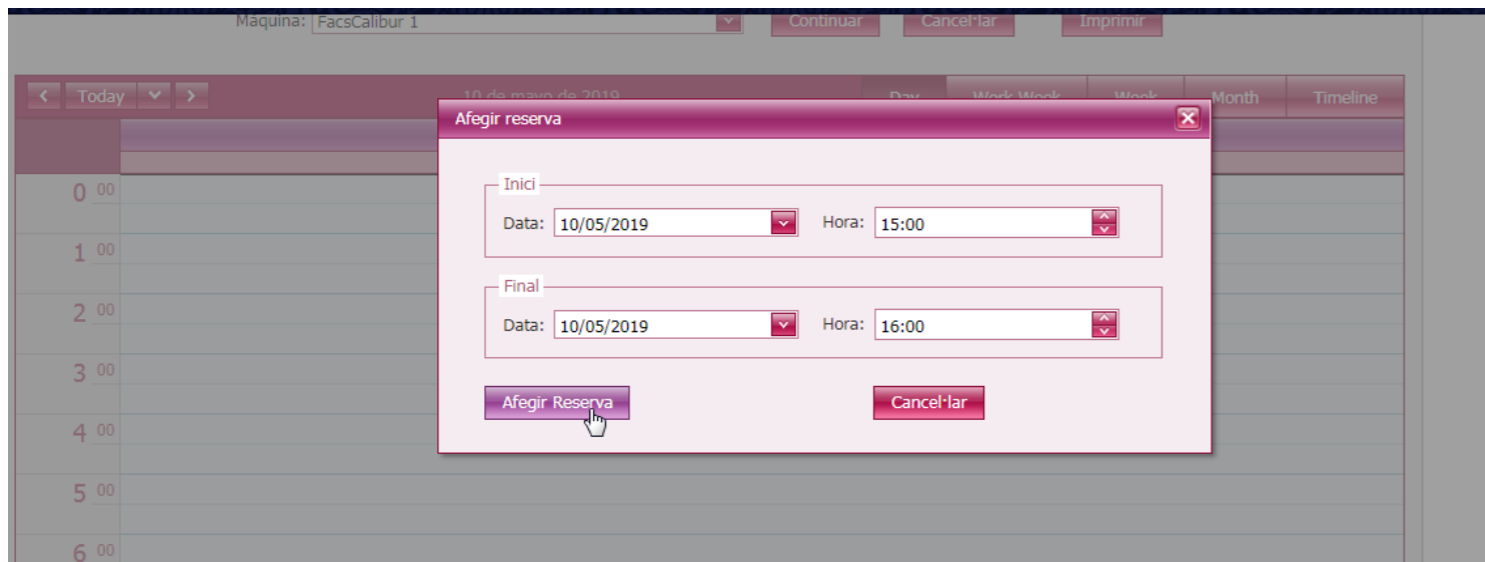 Máquina: FacsCalibur 1 Continuar Cancel·lar Imprimir
Today 10 de mayo de 2019 Day Work Week Week Month Timeline
Afegir reserva
0 00
Inici
Data: 10/05/2019 Hora: 15:00
1 00
Final
2 00
Data: 10/05/2019 Hora: 16:00
3 00
Afegir Reserva Cancel·lar
4 00
5 00
6 00